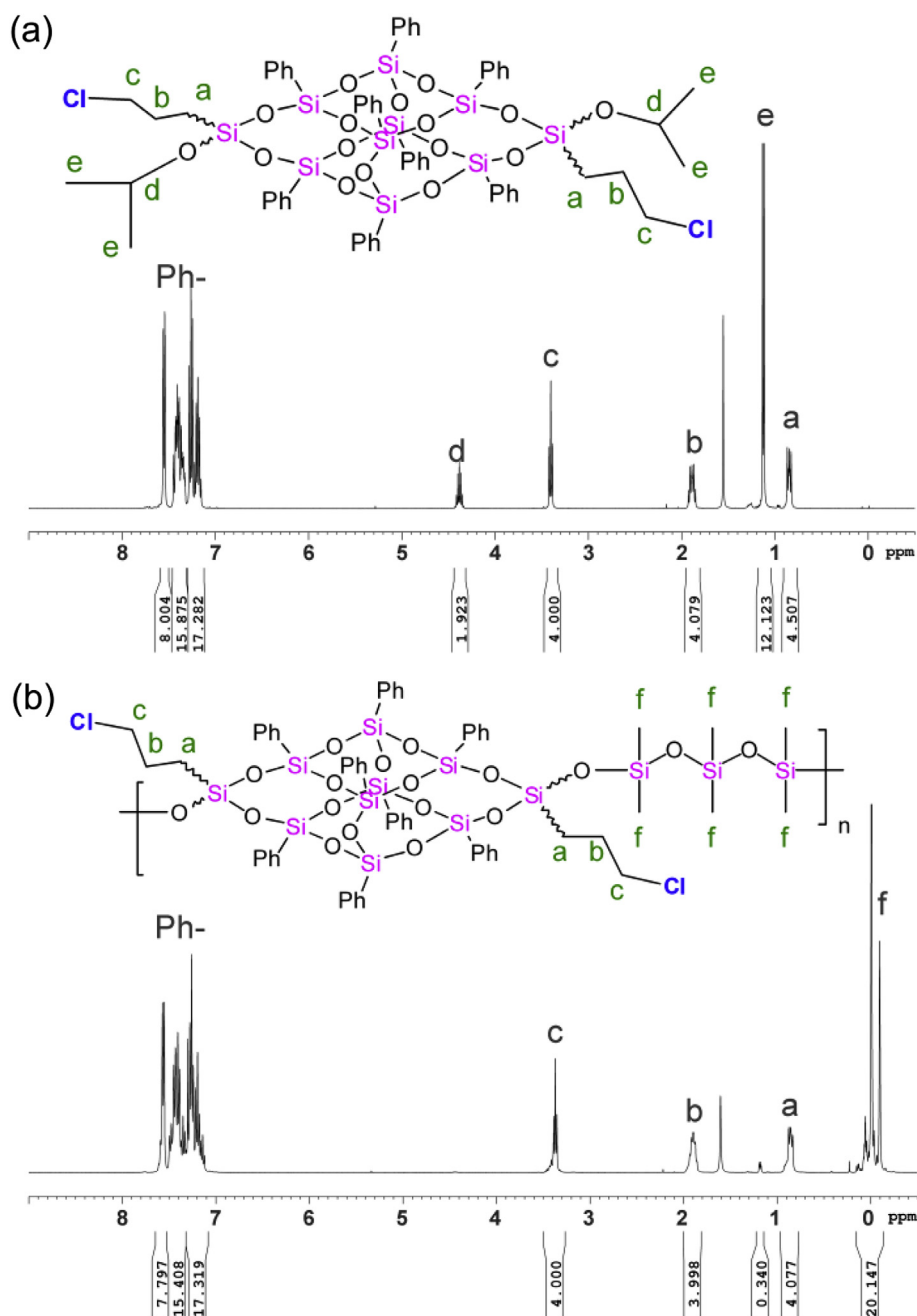 (a)
Ph
Ph
Si
Ph
c
b
a
Cl
Si
O
O
O
O
O
Si
Ph
Si
O
O
e
d
e
Si
Si
O
Si
O
Si
O
Si
Ph
O
O
O
Si
Ph
O
Ph
e
d
e
Ph
Si
Ph
a
b
c
Cl
Ph-
e
d
c
b
a
8 7 6 5 4 3 2 1 0 ppm
8.004
15.875
17.282
1.923
4.000
4.079
12.123
4.507
(b)
Ph
Cl
c
b
a
Ph
Si
O
O
Ph
f f f
Si
O
O
O
Si
O
Ph
Si
Si
O
Si
O
Si
O
Si
O
Si
O
Si
n
O
Si
O
O
Si
Ph
O
Si
O
f f f
Ph
Si
O
Ph
a
b
c
Cl
Ph
Ph-
c
b
a
f
8 7 6 5 4 3 2 1 0 ppm
7.797
15.408
17.319
4.000
3.998
0.340
4.077
20.147